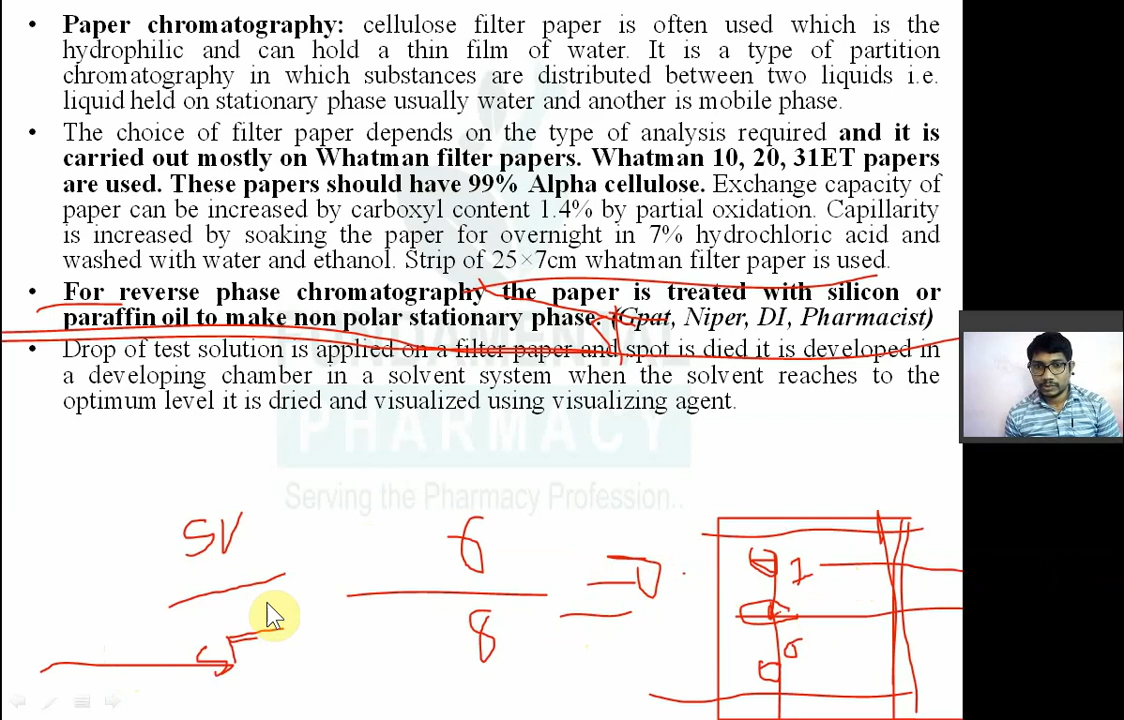 • Paper chromatography: cellulose filter paper is often used which is the
hydrophilic and can hold a thin film of water. It is a type of partition
chromatography in which substances are distributed between two liquids i.e.
liquid held on stationary phase usually water and another is mobile phase.
• The choice of filter paper depends on the type of analysis required and it is
carried out mostly on Whatman filter papers. Whatman 10, 20, 31ET papers
are used. These papers should have 99% Alpha cellulose. Exchange capacity of
paper can be increased by carboxyl content 1.4% by partial oxidation. Capillarity
is increased by soaking the paper for overnight in 7% hydrochloric acid and
washed with water and ethanol. Strip of 25×7cm whatman filter paper is used.
• For reverse phase chromatography the paper is treated with silicon or
paraffin oil to make non polar stationary phase. (Gpat, Niper, DI, Pharmacist)
• Drop of test solution is applied on a filter paper and spot is died it is developed in
a developing chamber in a solvent system when the solvent reaches to the
optimum level it is dried and visualized using visualizing agent.
PHARMACY
Serving the Pharmacy Profession..
6
8